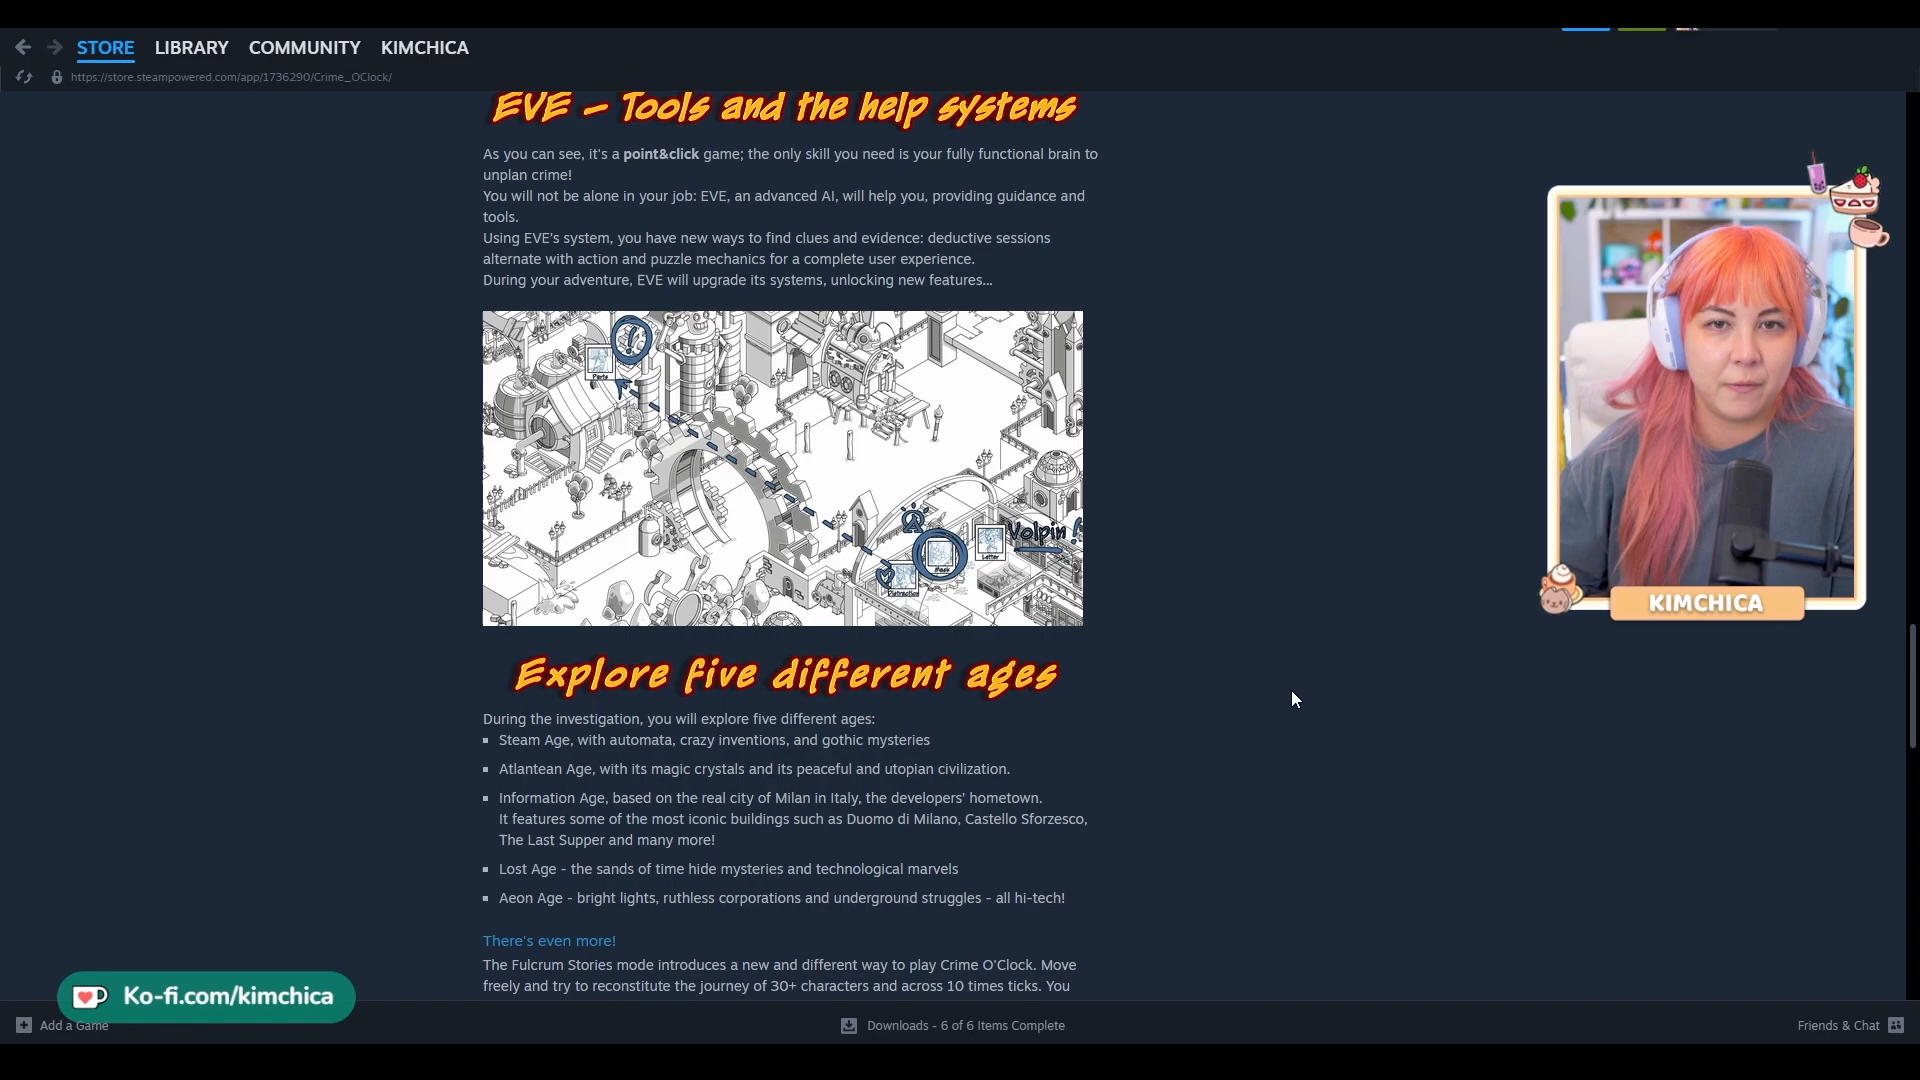 STORE LIBRARY COMMUNITY KIMCHICA
https://store.steampowered.com/app/1736290/Crime_OClock/
EVE – Tools and the help systems
As you can see, it's a point&click game; the only skill you need is your fully functional brain to
unplan crime!
You will not be alone in your job: EVE, an advanced AI, will help you, providing guidance and
tools.
Using EVE's system, you have new ways to find clues and evidence: deductive sessions
alternate with action and puzzle mechanics for a complete user experience.
During your adventure, EVE will upgrade its systems, unlocking new features...
Parts
Volpin!
Letter
Mask
Distraction
KIMCHICA
Explore five different ages
During the investigation, you will explore five different ages:
Steam Age, with automata, crazy inventions, and gothic mysteries
Atlantean Age, with its magic crystals and its peaceful and utopian civilization.
Information Age, based on the real city of Milan in Italy, the developers' hometown.
It features some of the most iconic buildings such as Duomo di Milano, Castello Sforzesco,
The Last Supper and many more!
Lost Age - the sands of time hide mysteries and technological marvels
Aeon Age - bright lights, ruthless corporations and underground struggles - all hi-tech!
There's even more!
The Fulcrum Stories mode introduces a new and different way to play Crime O'Clock. Move
freely and try to reconstitute the journey of 30+ characters and across 10 times ticks. You
Ko-fi.com/kimchica
Add a Game
Downloads - 6 of 6 Items Complete
Friends & Chat